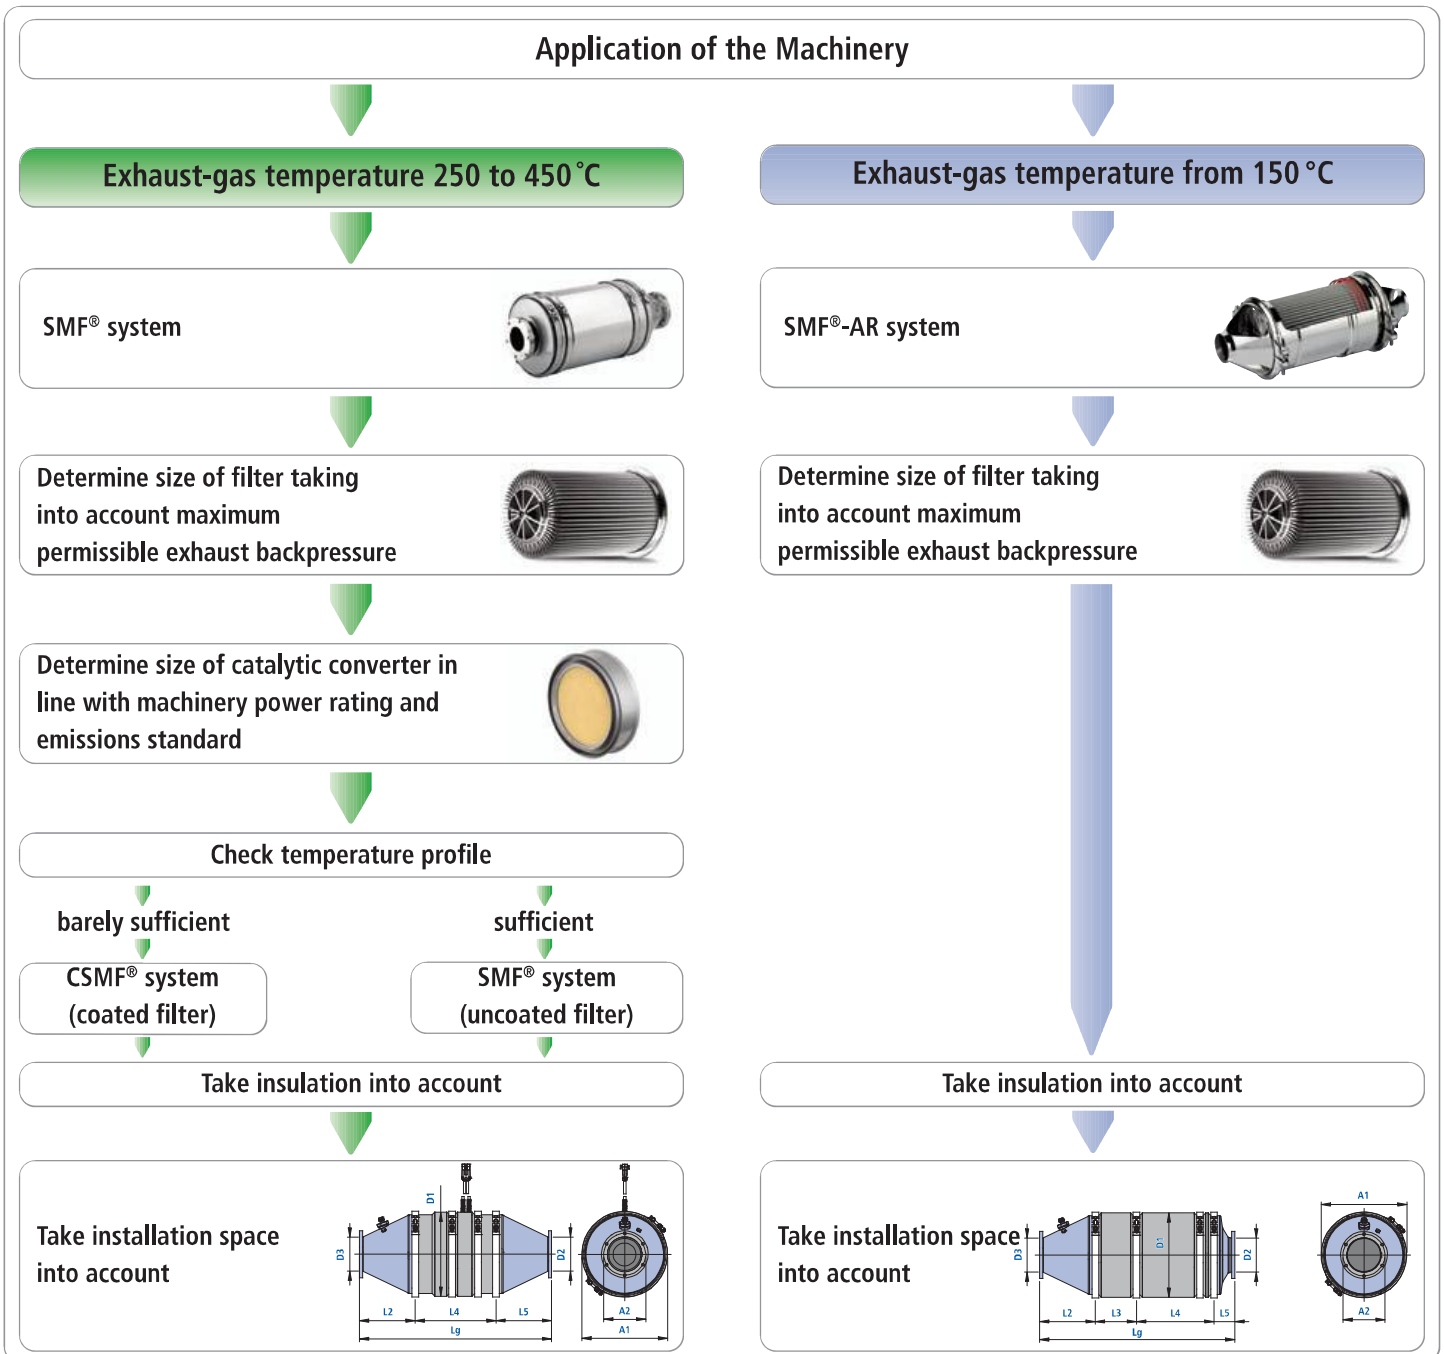 Application of the Machinery
Exhaust-gas temperature 250 to 450 °C
Exhaust-gas temperature from 150 °C
SMF® system
SMF®-AR system
Determine size of filter taking
into account maximum
permissible exhaust backpressure
Determine size of filter taking
into account maximum
permissible exhaust backpressure
Determine size of catalytic converter in
line with machinery power rating and
emissions standard
Check temperature profile
barely sufficient
sufficient
CSMF® system
(coated filter)
SMF® system
(uncoated filter)
Take insulation into account
Take insulation into account
Take installation space
into account
D1
D3
D2
L2
L4
L5
Lg
A2
A1
Take installation space
into account
A1
D3
D1
D2
L2
L3
L4
L5
Lg
A2